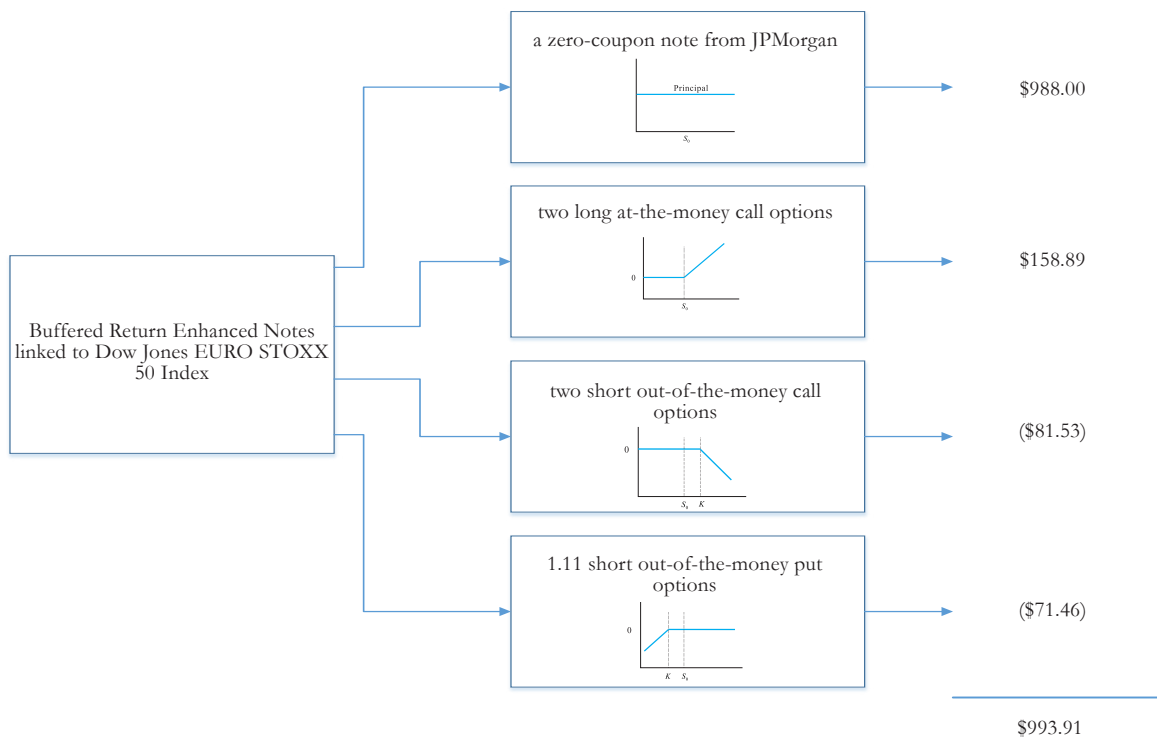 a zero-coupon note from JPMorgan
Principal
S₀
$988.00
two long at-the-money call options
0
S₀
$158.89
Buffered Return Enhanced Notes
linked to Dow Jones EURO STOXX
50 Index
two short out-of-the-money call
options
0
S₀ K
($81.53)
1.11 short out-of-the-money put
options
0
K S₀
($71.46)
$993.91